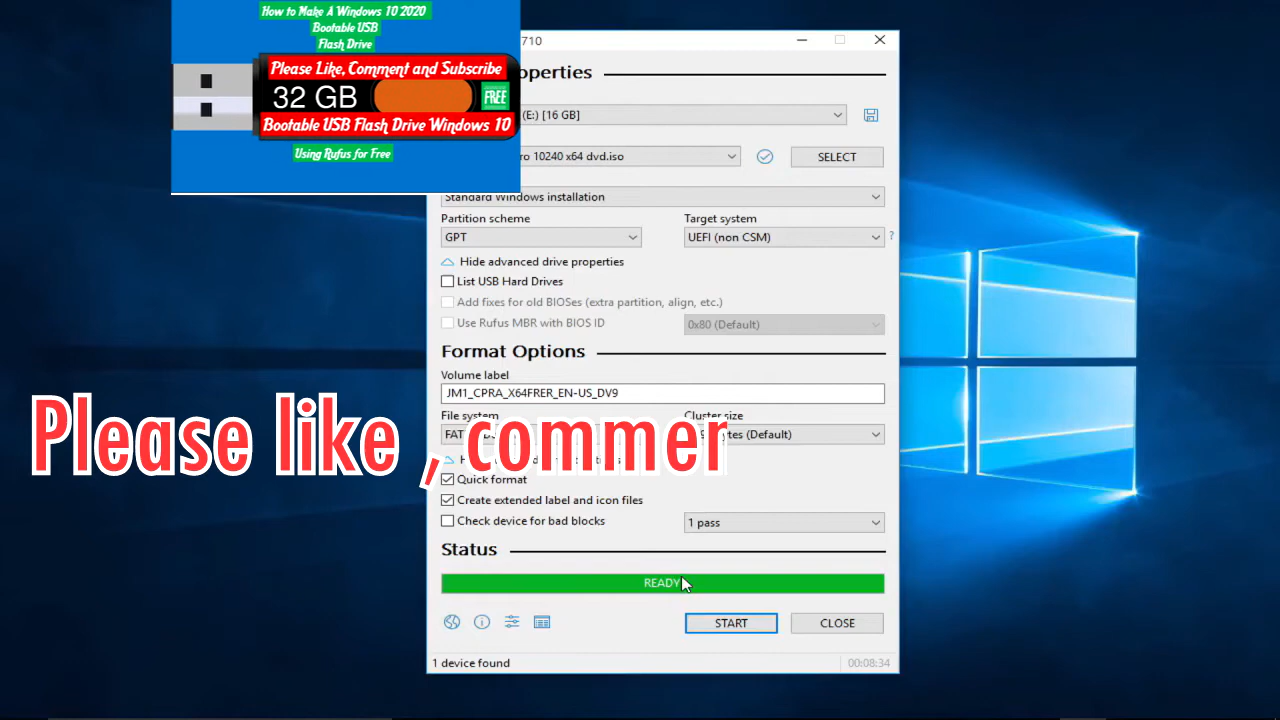 How to Make A Windows 10 2020
Bootable USB
Flash Drive
Please Like, Comment and Subscribe
32 GB
FREE
Bootable USB Flash Drive Windows 10
Using Rufus for Free
710
operties
(E:) [16 GB]
ro 10240 x64 dvd.iso
SELECT
Standard Windows installation
Partition scheme
Target system
GPT
UEFI (non CSM)
?
Hide advanced drive properties
List USB Hard Drives
Add fixes for old BIOSes (extra partition, align, etc.)
Use Rufus MBR with BIOS ID
0x80 (Default)
Format Options
Volume label
JM1_CPRA_X64FRER_EN-US_DV9
File system
Cluster size
FAT
bytes (Default)
Please like , commer
Quick format
Create extended label and icon files
Check device for bad blocks
1 pass
Status
READY
START
CLOSE
1 device found
00:08:34